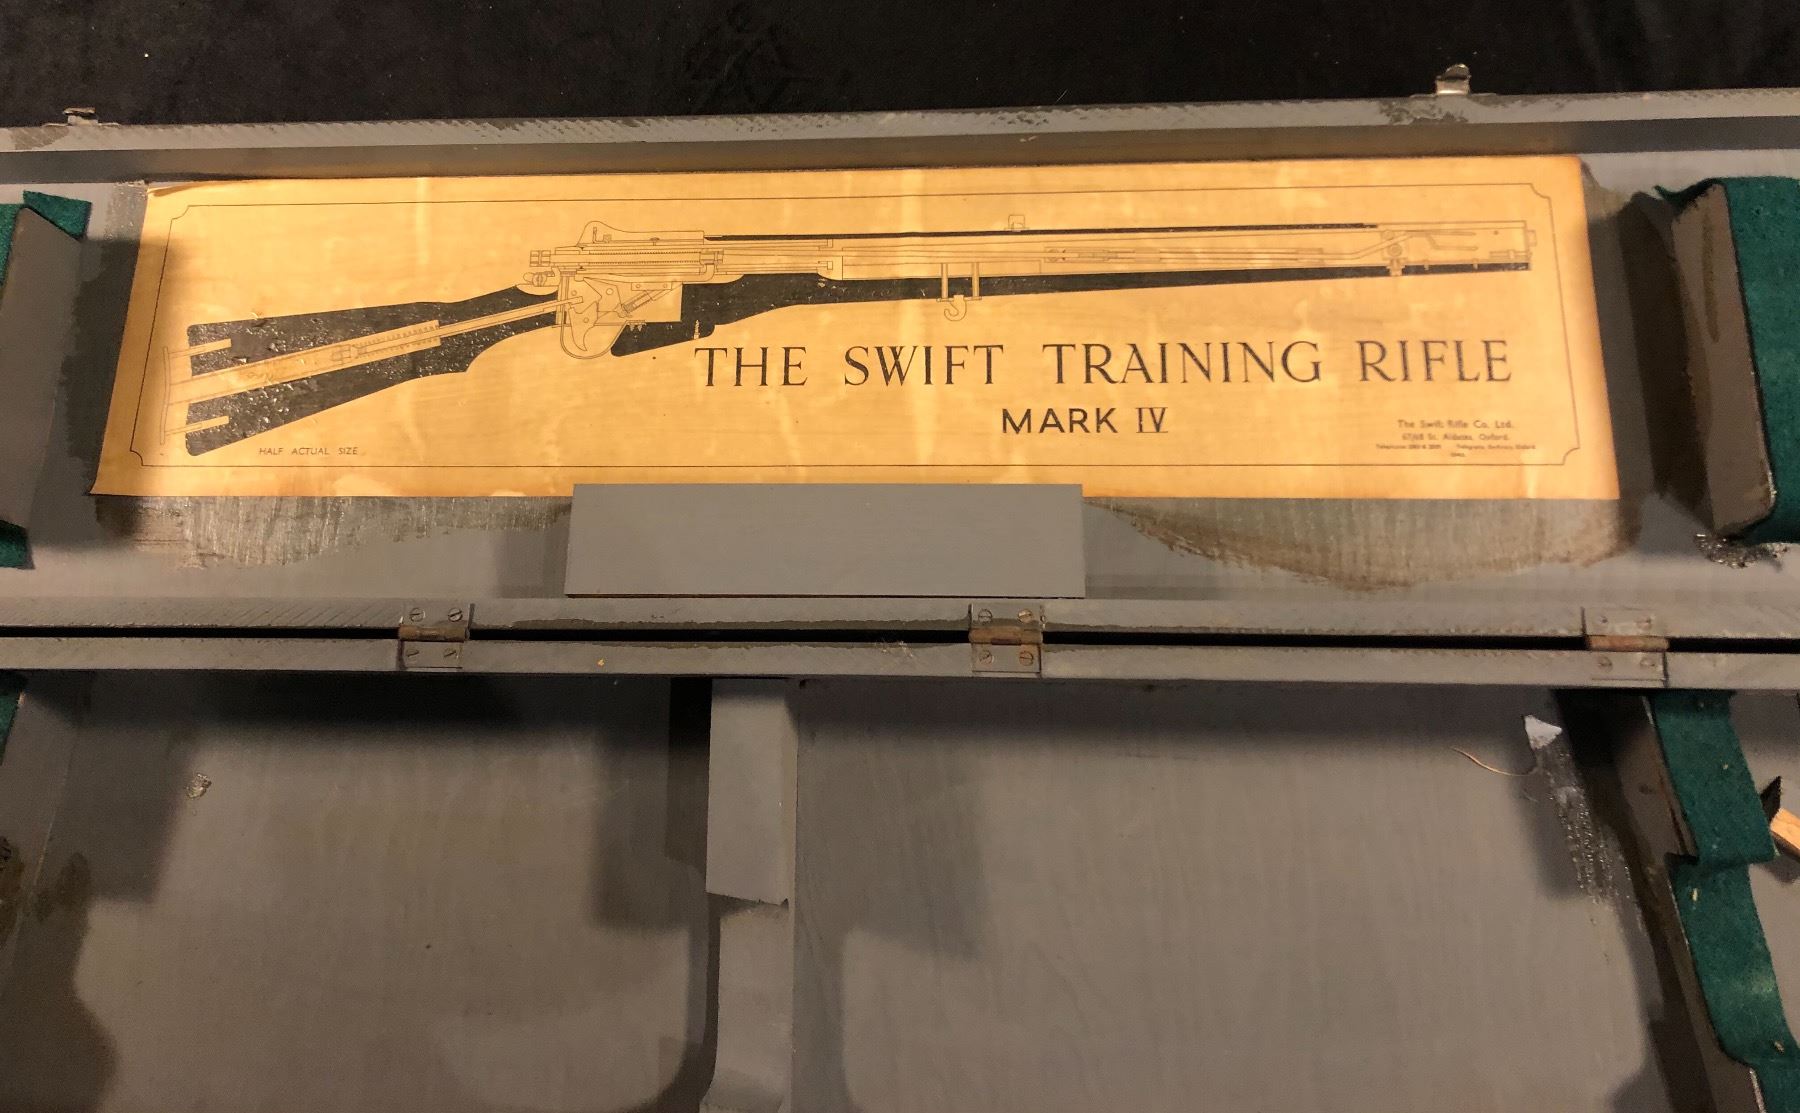 THE SWIFT TRAINING RIFLE
MARK IV
HALF ACTUAL SIZE
The Swift Rifle Co. Ltd.
67/68 St. Aldates, Oxford.